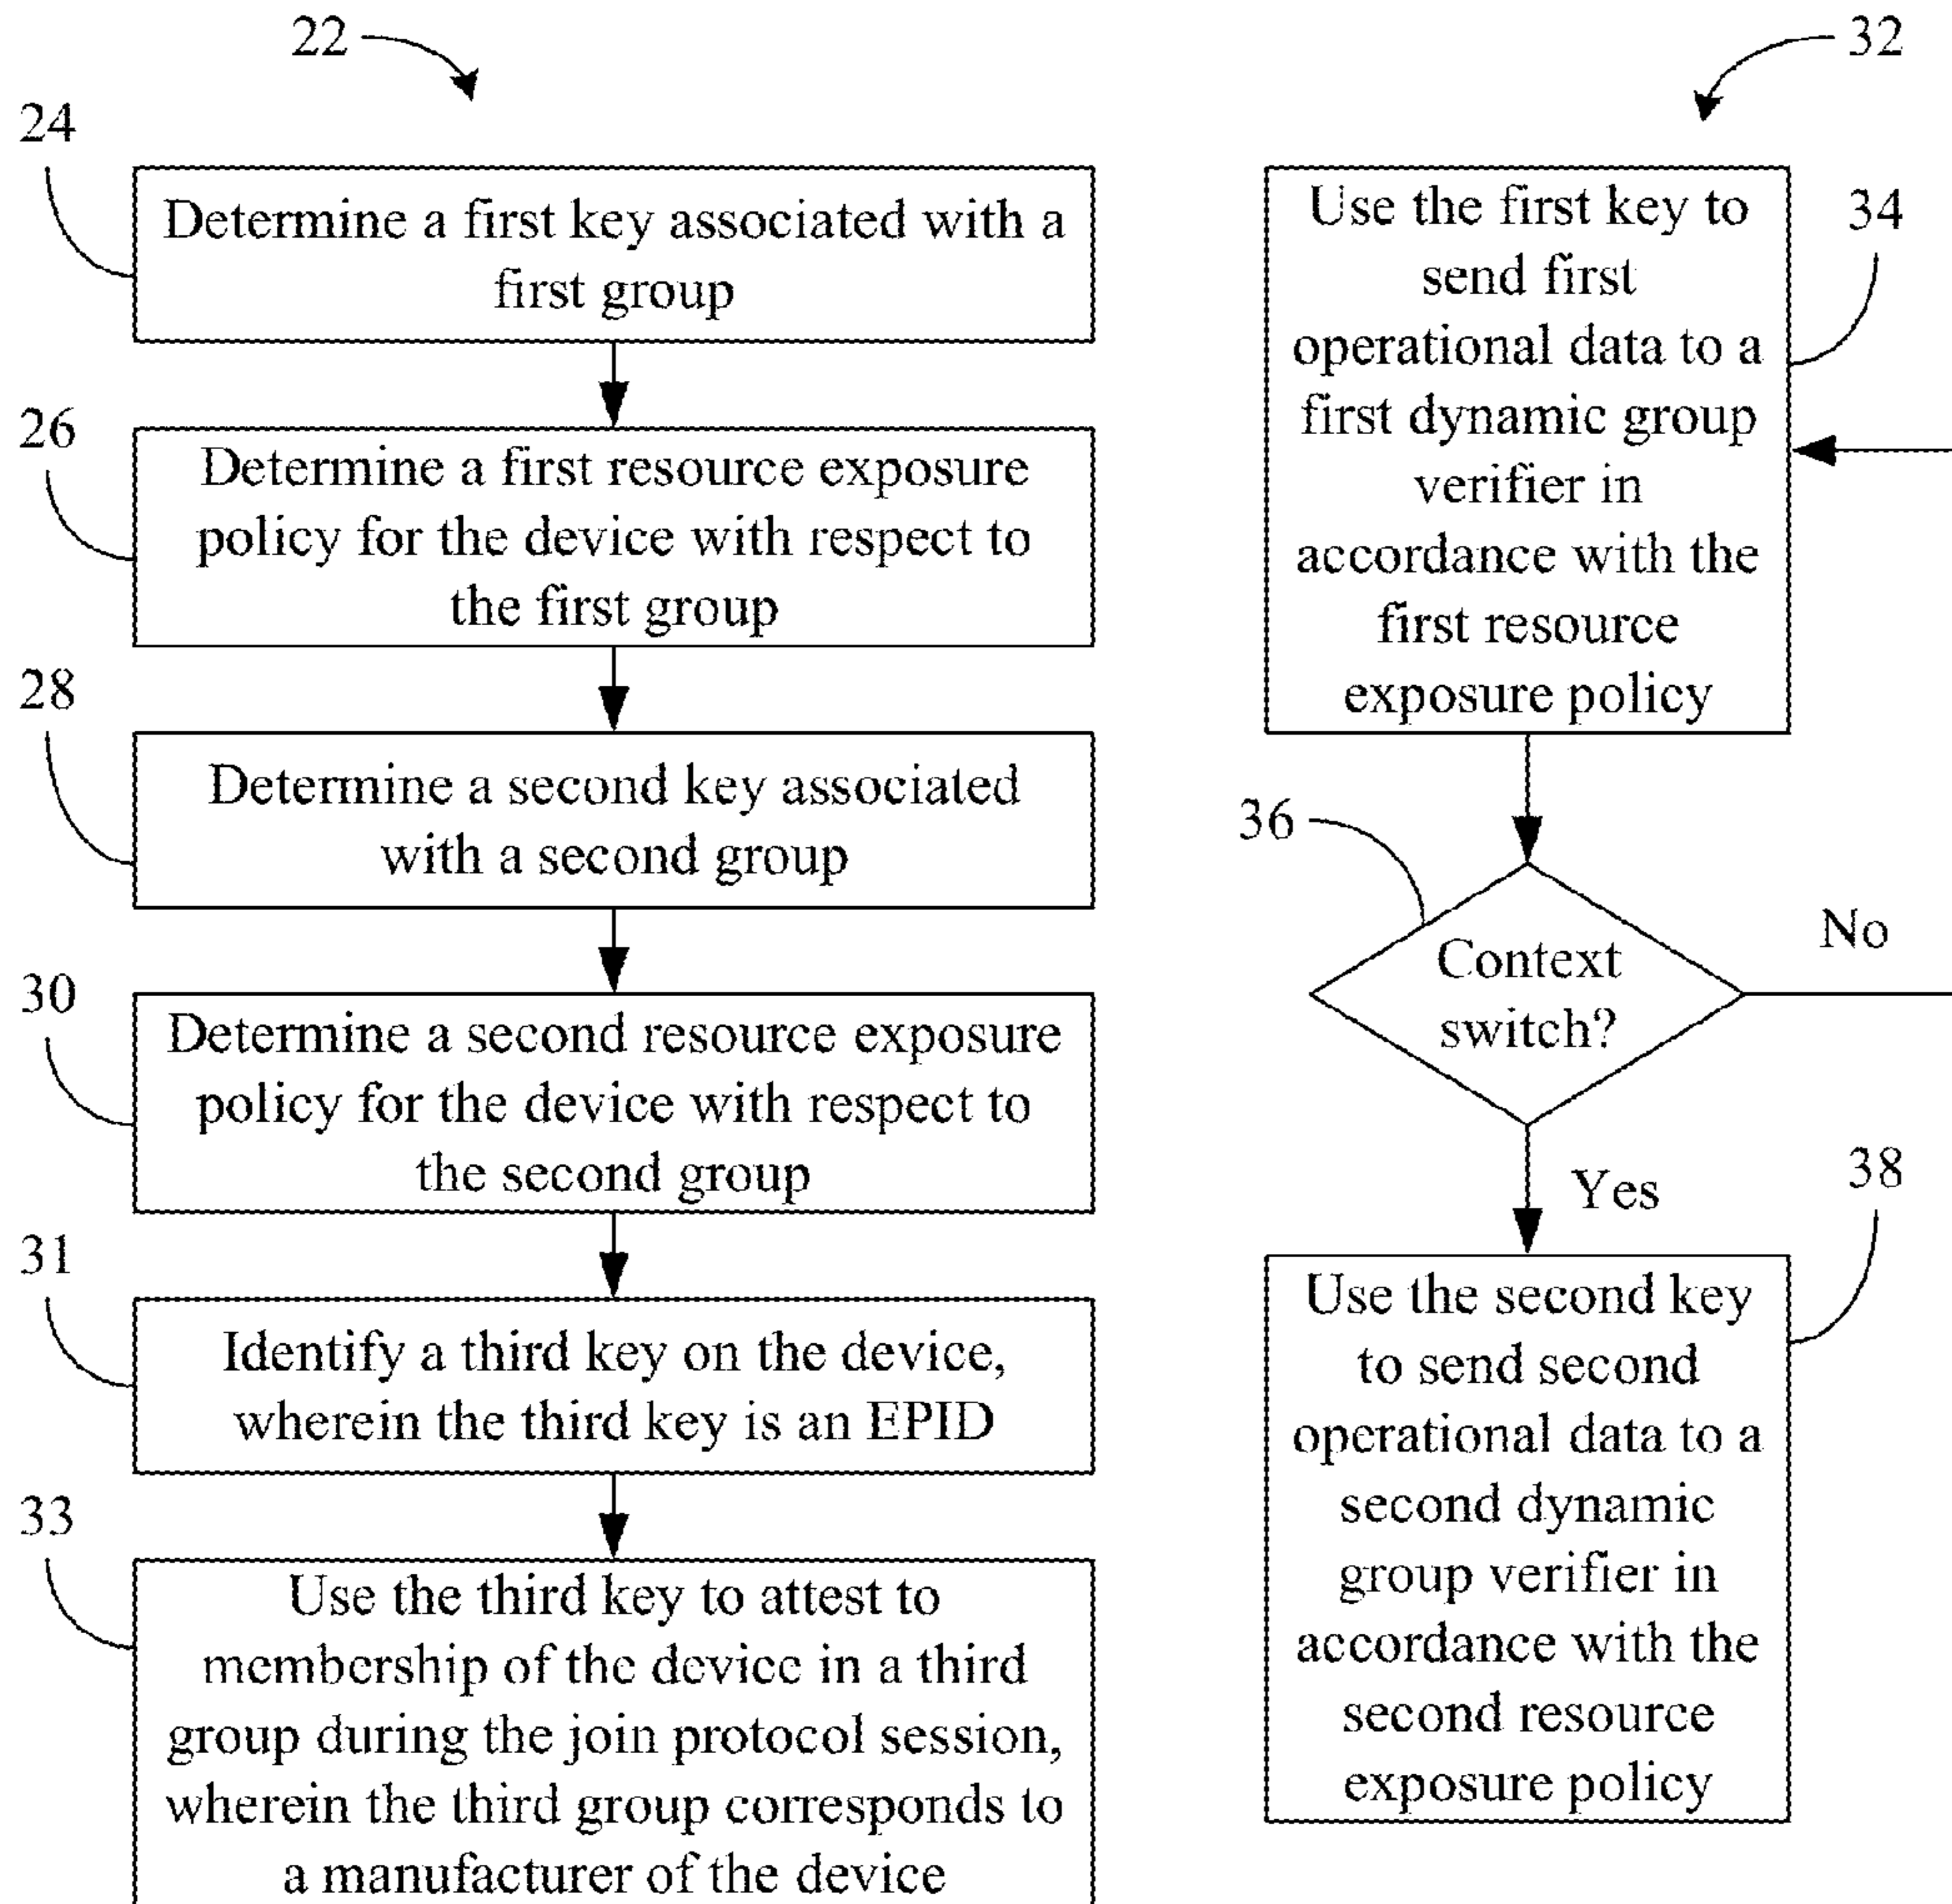 22
24
Determine a first key associated with a
first group
26
Determine a first resource exposure
policy for the device with respect to
the first group
28
Determine a second key associated
with a second group
30
Determine a second resource exposure
policy for the device with respect to
the second group
31
Identify a third key on the device,
wherein the third key is an EPID
33
Use the third key to attest to
membership of the device in a third
group during the join protocol session,
wherein the third group corresponds to
a manufacturer of the device
32
34
Use the first key to
send first
operational data to a
first dynamic group
verifier in
accordance with the
first resource
exposure policy
36
Context
switch?
No
Yes
38
Use the second key
to send second
operational data to a
second dynamic
group verifier in
accordance with the
second resource
exposure policy